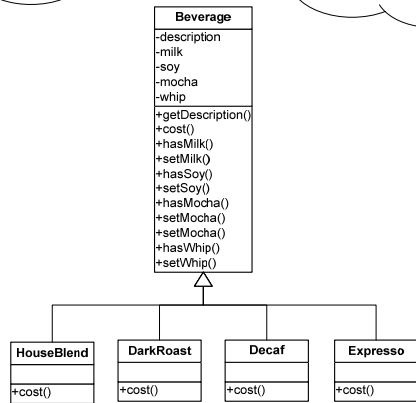 Beverage
-description
-milk
-soy
-mocha
-whip
+getDescription()
+cost()
+hasMilk()
+setMilk()
+hasSoy()
+setSoy()
+hasMocha()
+setMocha()
+setMocha()
+hasWhip()
+setWhip()
HouseBlend
+cost()
DarkRoast
+cost()
Decaf
+cost()
Expresso
+cost()